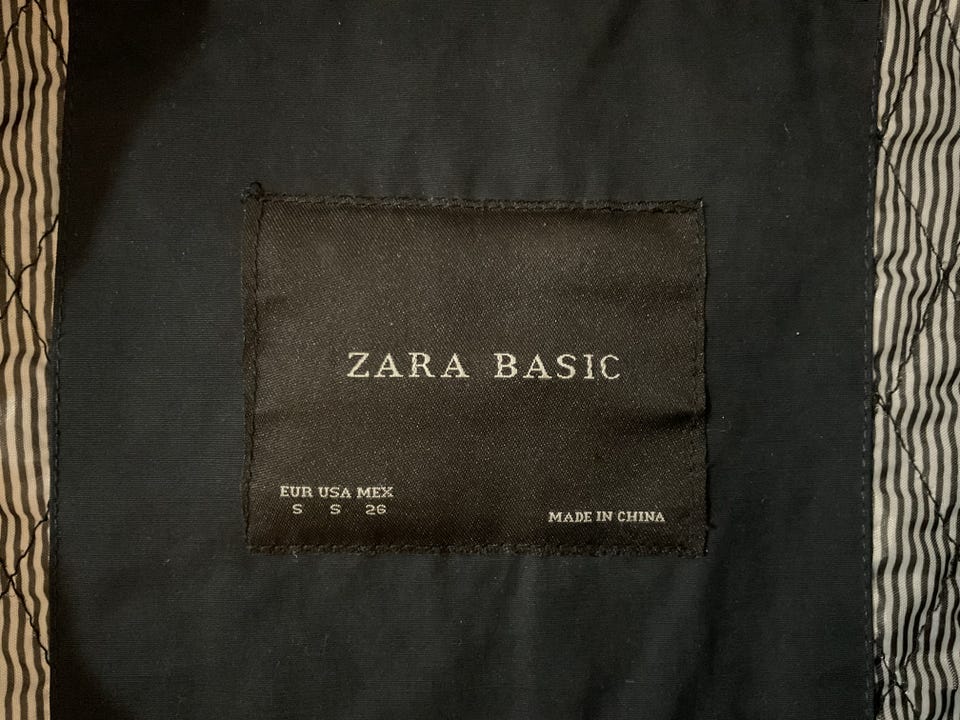 ZARA BASIC
EUR USA MEX
S S 26
MADE IN CHINA